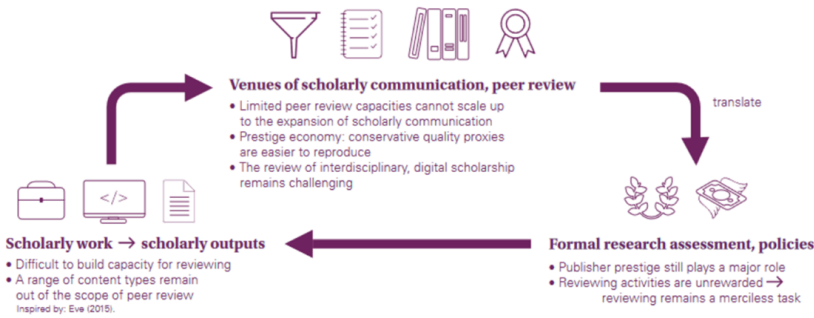 Venues of scholarly communication, peer review
• Limited peer review capacities cannot scale up
to the expansion of scholarly communication
• Prestige economy: conservative quality proxies
are easier to reproduce
• The review of interdisciplinary, digital scholarship
remains challenging
translate
</>
Scholarly work → scholarly outputs
• Difficult to build capacity for reviewing
• A range of content types remain
out of the scope of peer review
Inspired by: Eve (2015).
Formal research assessment, policies
• Publisher prestige still plays a major role
• Reviewing activities are unrewarded →
reviewing remains a merciless task